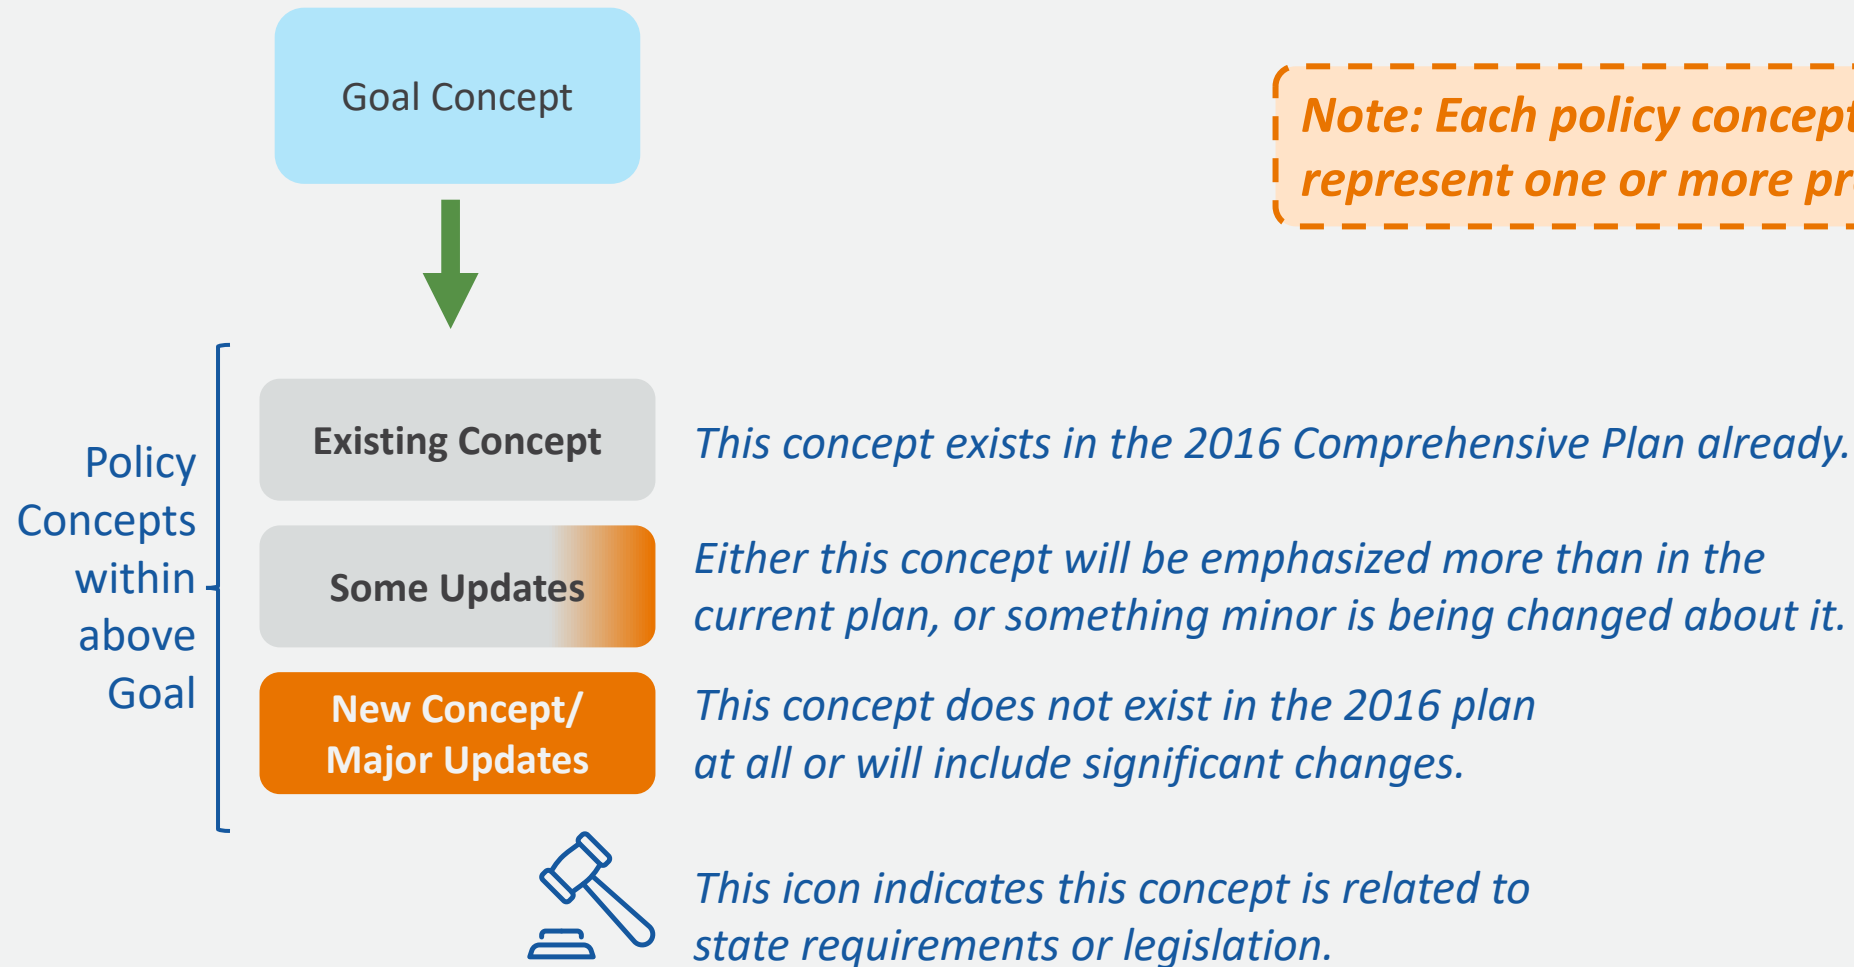 Goal Concept
Note: Each policy concept
represent one or more
Policy
Concepts
within
above
Goal
Existing Concept
This concept exists in the 2016 Comprehensive Plan already.
Some Updates
Either this concept will be emphasized more than in the
current plan, or something minor is being changed about it.
New Concept/
Major Updates
This concept does not exist in the 2016 plan
at all or will include significant changes.
This icon indicates this concept is related to
state requirements or legislation.